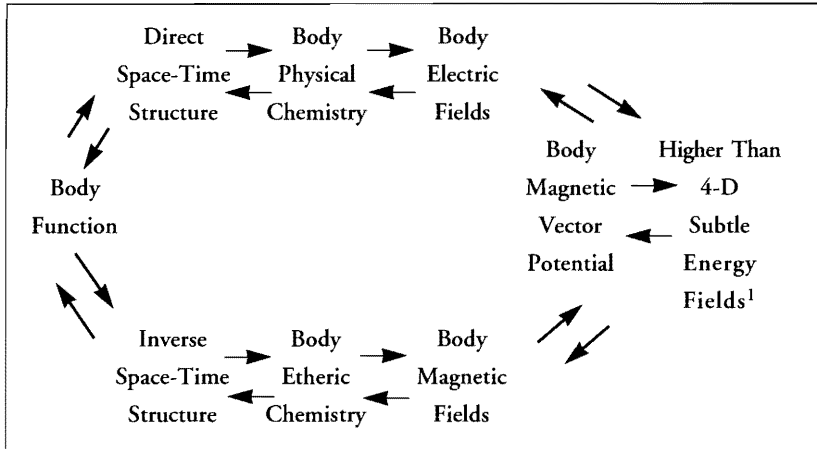 Direct
Space-Time
Structure
Body
Physical
Chemistry
Body
Electric
Fields
Body
Function
Body
Magnetic
Vector
Potential
Higher Than
4-D
Subtle
Energy
Fields¹
Inverse
Space-Time
Structure
Body
Etheric
Chemistry
Body
Magnetic
Fields